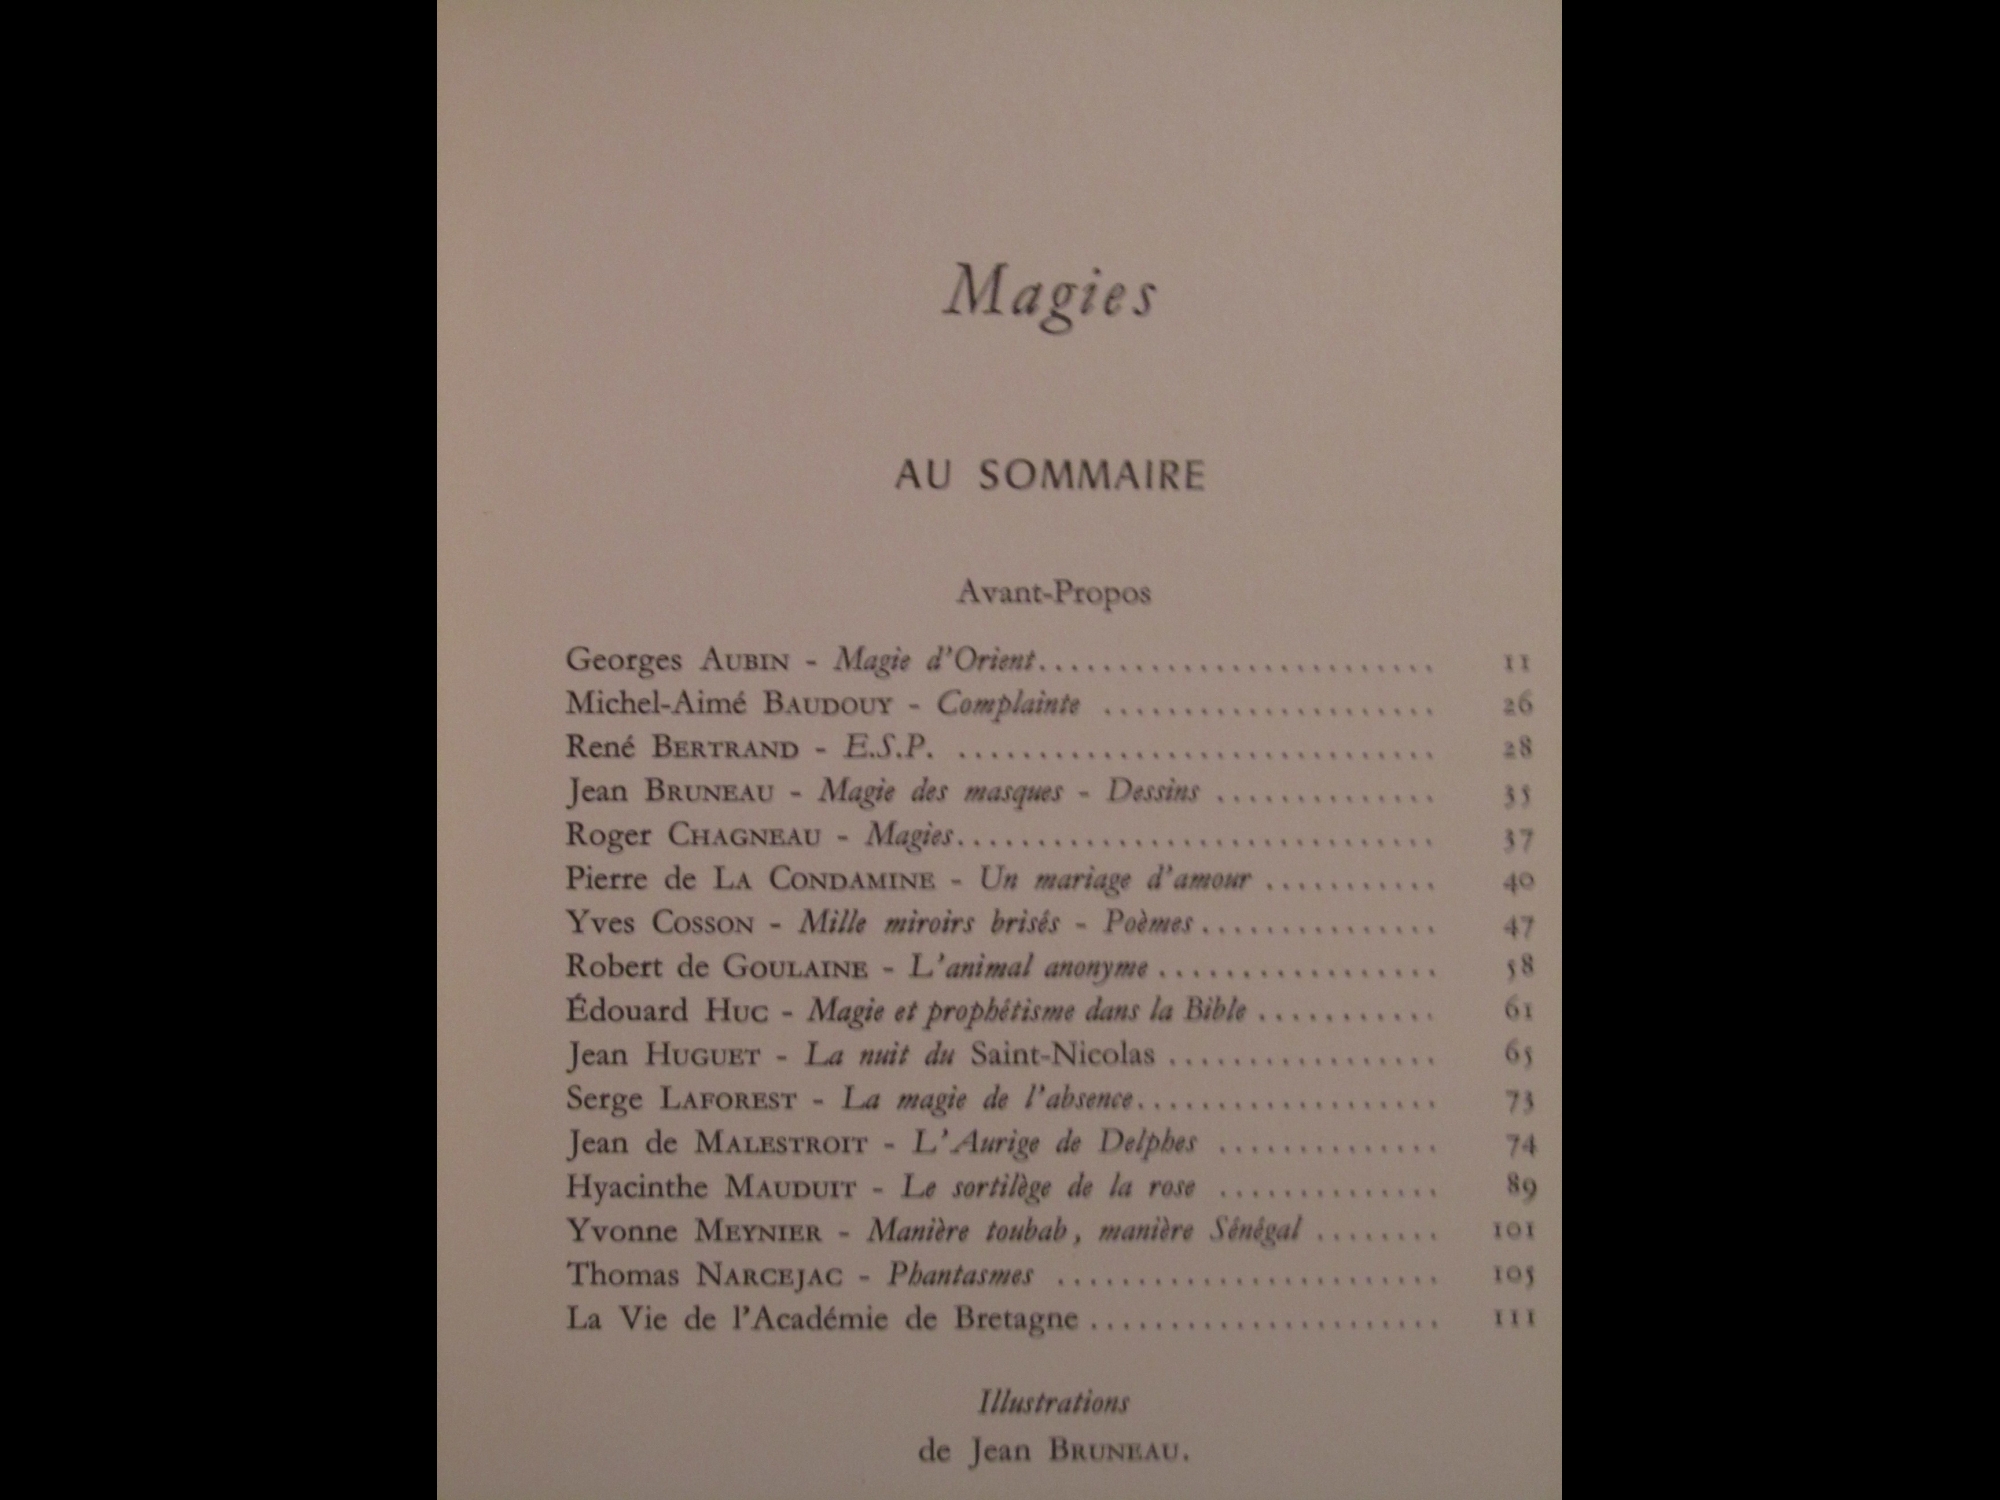 Magies
AU SOMMAIRE
Avant-Propos
Georges AUBIN - Magie d'Orient.......................... 11
Michel-Aimé BAUDOUY - Complainte ...................... 26
René BERTRAND - E.S.P. ................................ 28
Jean BRUNEAU - Magie des masques - Dessins .............. 35
Roger CHAGNEAU - Magies............................... 37
Pierre de LA CONDAMINE - Un mariage d'amour ........... 40
Yves COSSON - Mille miroirs brisés - Poèmes............... 47
Robert de GOULAINE - L'animal anonyme .................. 58
Édouard HUC - Magie et prophétisme dans la Bible ........... 61
Jean HUGUET - La nuit du Saint-Nicolas .................. 65
Serge LAFOREST - La magie de l'absence.................... 73
Jean de MALESTROIT - L'Aurige de Delphes .............. 74
Hyacinthe MAUDUIT - Le sortilège de la rose .............. 89
Yvonne MEYNIER - Manière toubab, manière Sénégal ........ 101
Thomas NARCEJAC - Phantasmes ......................... 105
La Vie de l'Académie de Bretagne ....................... 111
Illustrations
de Jean BRUNEAU.